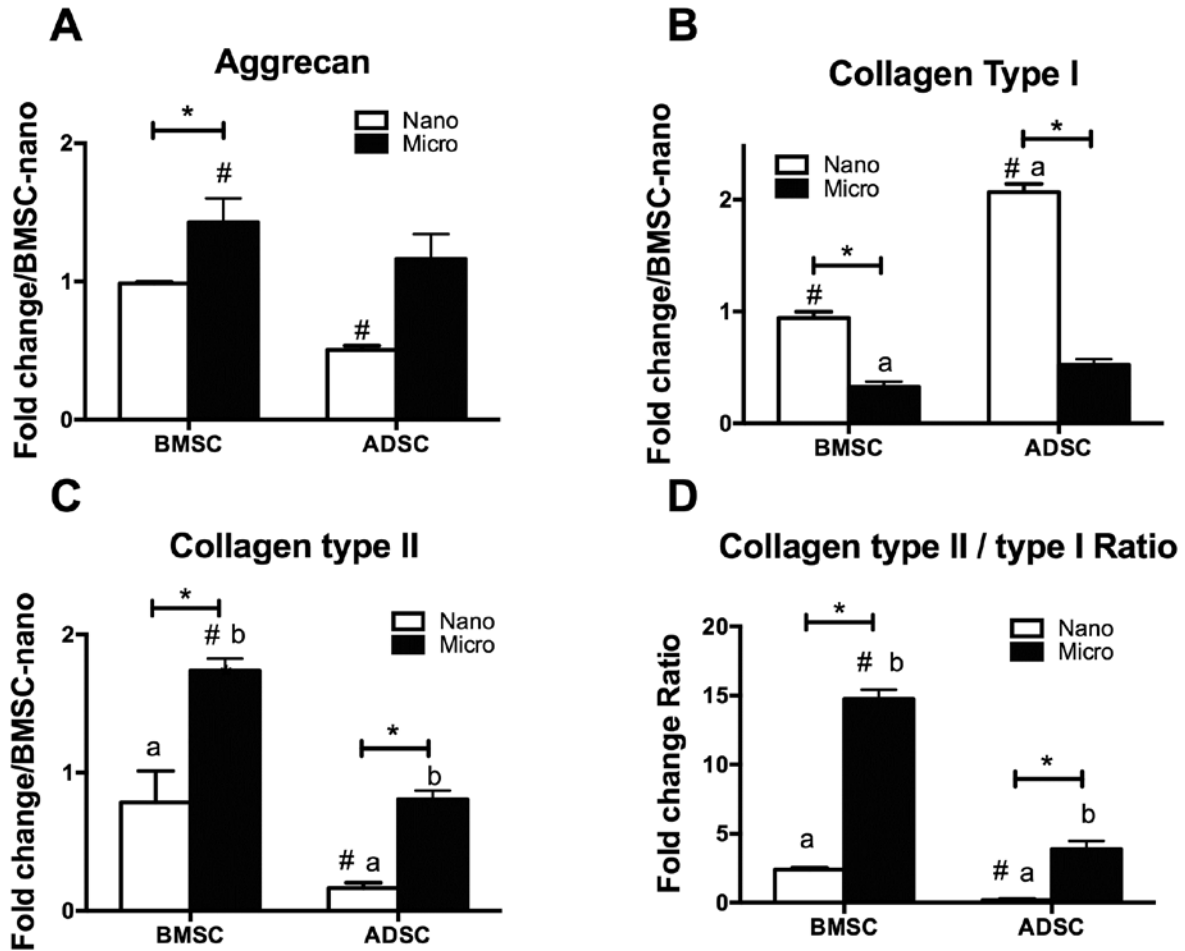 A
Aggrecan
Fold change/BMSC-nano
2
1
0
*
#
#
Nano
Micro
BMSC
ADSC
B
Collagen Type I
Fold change/BMSC-nano
2
1
0
Nano
Micro
*
#
a
*
# a
BMSC
ADSC
C
Collagen type II
Fold change/BMSC-nano
2
1
0
*
# b
a
*
b
# a
Nano
Micro
BMSC
ADSC
D
Collagen type II / type I Ratio
Fold change Ratio
20
15
10
5
0
*
# b
a
*
b
# a
Nano
Micro
BMSC
ADSC